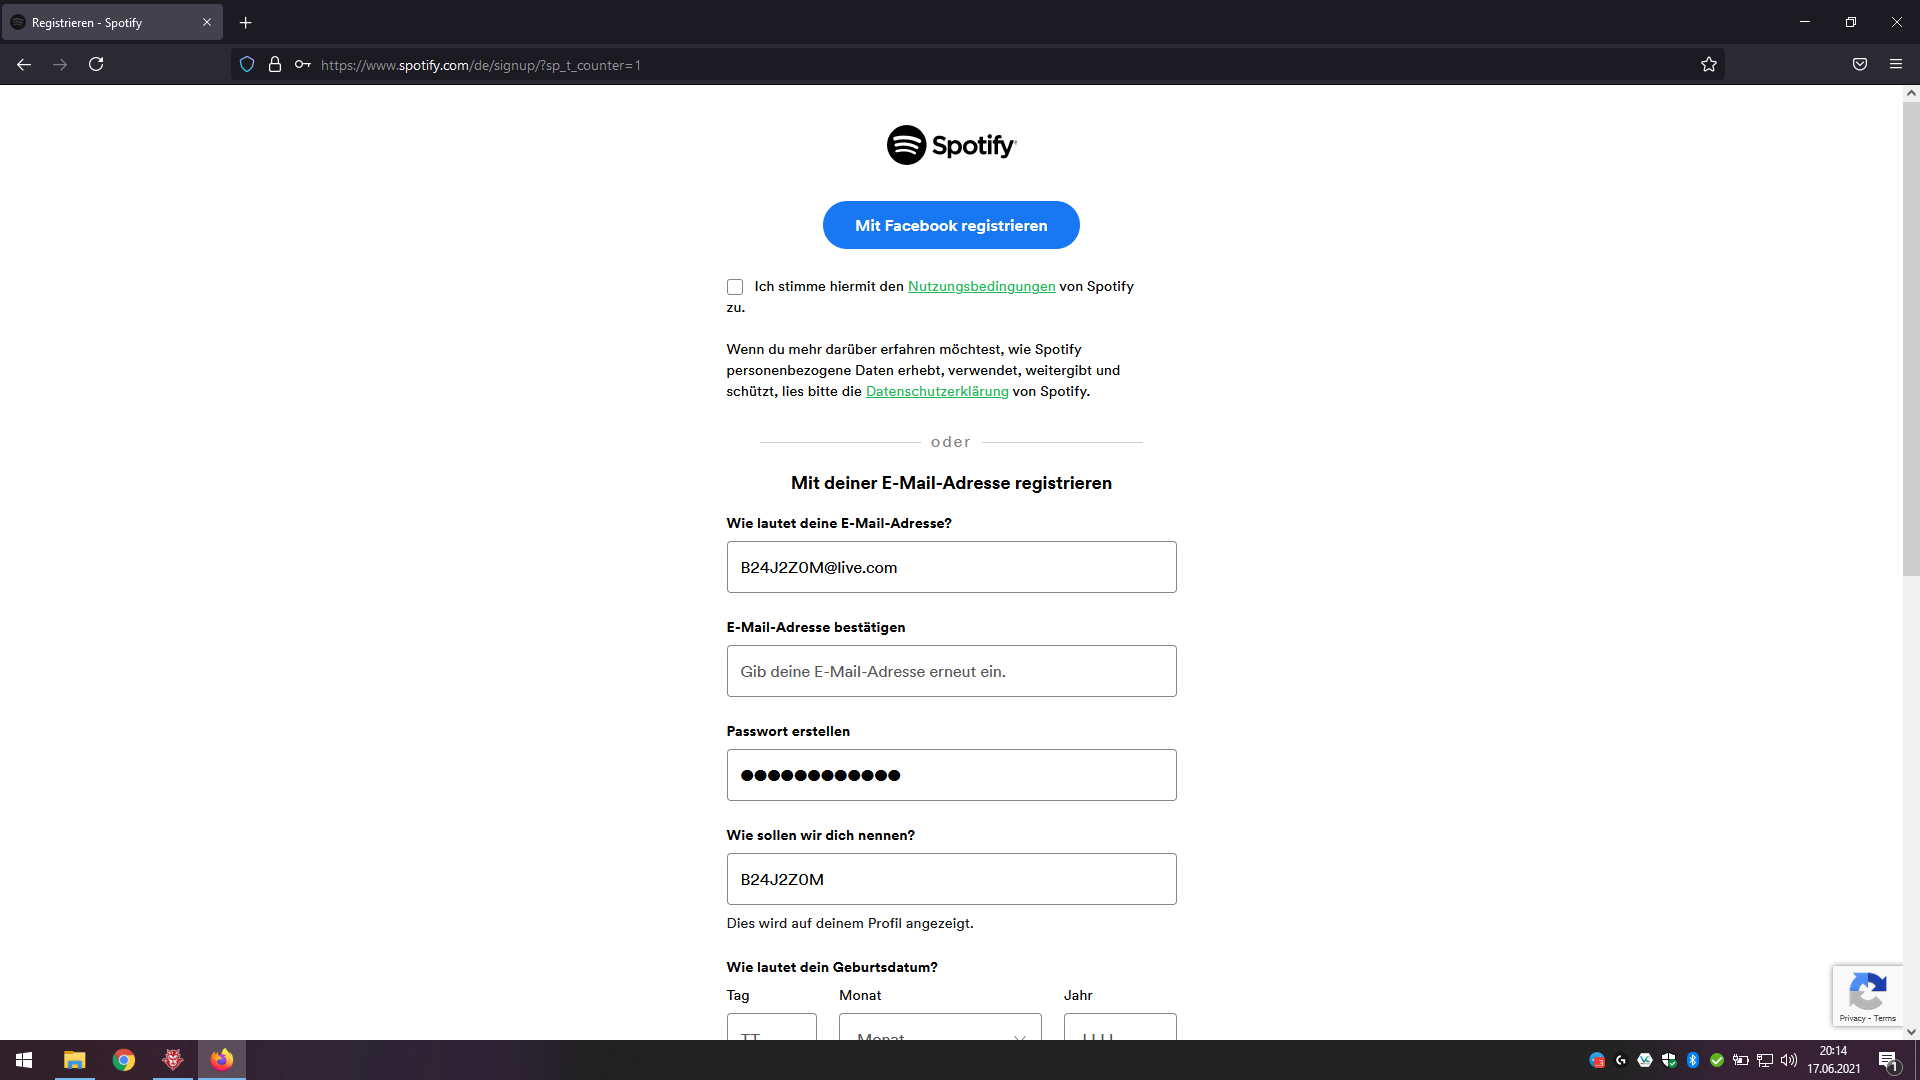 Registrieren - Spotify
https://www.spotify.com/de/signup/?sp_t_counter=1
Spotify
Mit Facebook registrieren
Ich stimme hiermit den Nutzungsbedingungen von Spotify
zu.
Wenn du mehr darüber erfahren möchtest, wie Spotify
personenbezogene Daten erhebt, verwendet, weitergibt und
schützt, lies bitte die Datenschutzerklärung von Spotify.
oder
Mit deiner E-Mail-Adresse registrieren
Wie lautet deine E-Mail-Adresse?
B24J2Z0M@live.com
E-Mail-Adresse bestätigen
Gib deine E-Mail-Adresse erneut ein.
Passwort erstellen
●●●●●●●●●●●●
Wie sollen wir dich nennen?
B24J2Z0M
Dies wird auf deinem Profil angezeigt.
Wie lautet dein Geburtsdatum?
Tag Monat Jahr
TT Monat JJJJ
Privacy - Terms
20:14
17.06.2021
1